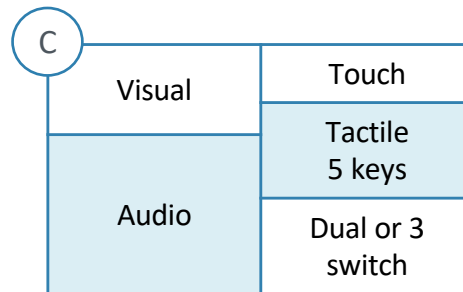 C
Visual
Audio
Touch
Tactile
5 keys
Dual or 3
switch